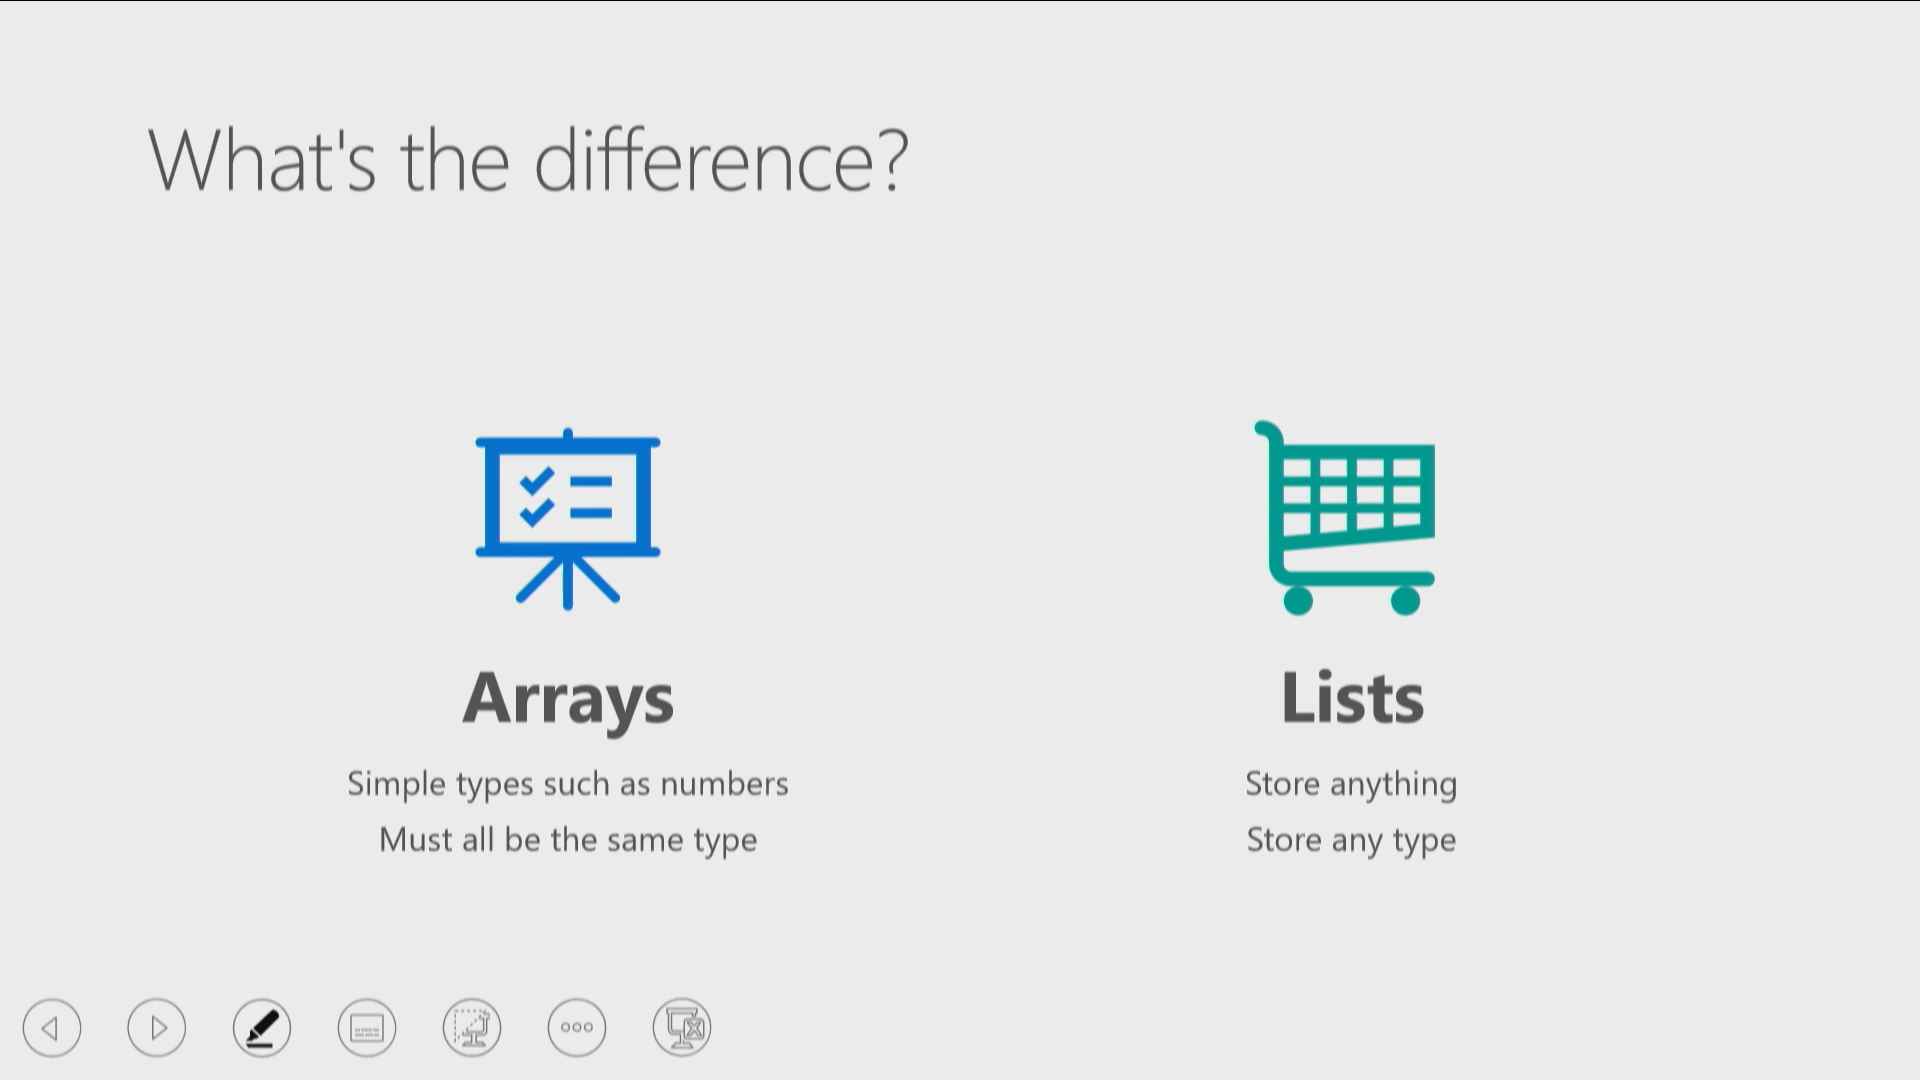 What's the difference?
Arrays
Simple types such as numbers
Must all be the same type
Lists
Store anything
Store any type